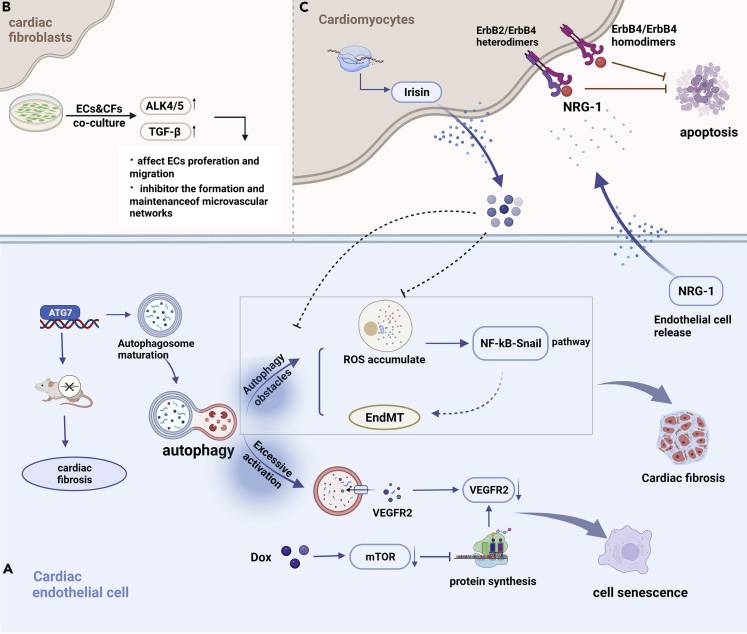 B
cardiac
fibroblasts
ECs&CFs
co-culture
ALK4/5
TGF-β
· affect ECs proferation and
migration
· inhibitor the formation and
maintenanceof microvascular
networks
C
Cardiomyocytes
Irisin
ErbB2/ErbB4
heterodimers
ErbB4/ErbB4
homodimers
NRG-1
apoptosis
NRG-1
Endothelial cell
release
ATG7
Autophagosome
maturation
cardiac
fibrosis
autophagy
Autophagy
obstacles
Excessive
activation
ROS accumulate
NF-kB-Snail
pathway
EndMT
Cardiac fibrosis
VEGFR2
VEGFR2
Dox
mTOR
protein synthesis
cell senescence
A
Cardiac
endothelial cell